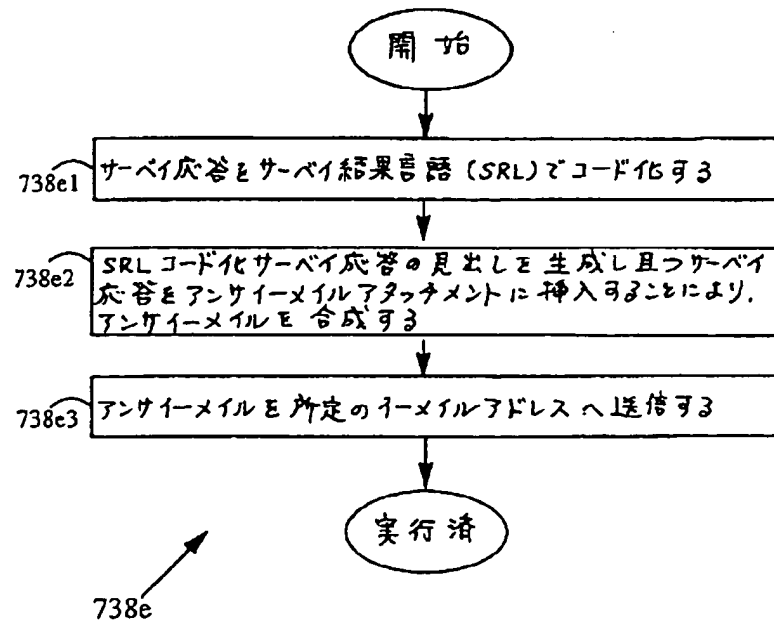 開始
738e1
サーベイ応答をサーベイ結果言語(SRL)でコード化する
738e2
SRLコード化サーベイ応答の見出しを生成し且つサーベイ
応答をアンサイーメイルアタッチメントに挿入することにより、
アンサイーメイルを合成する
738e3
アンサイーメイルを所定のイーメイルアドレスへ送信する
実行済
738e